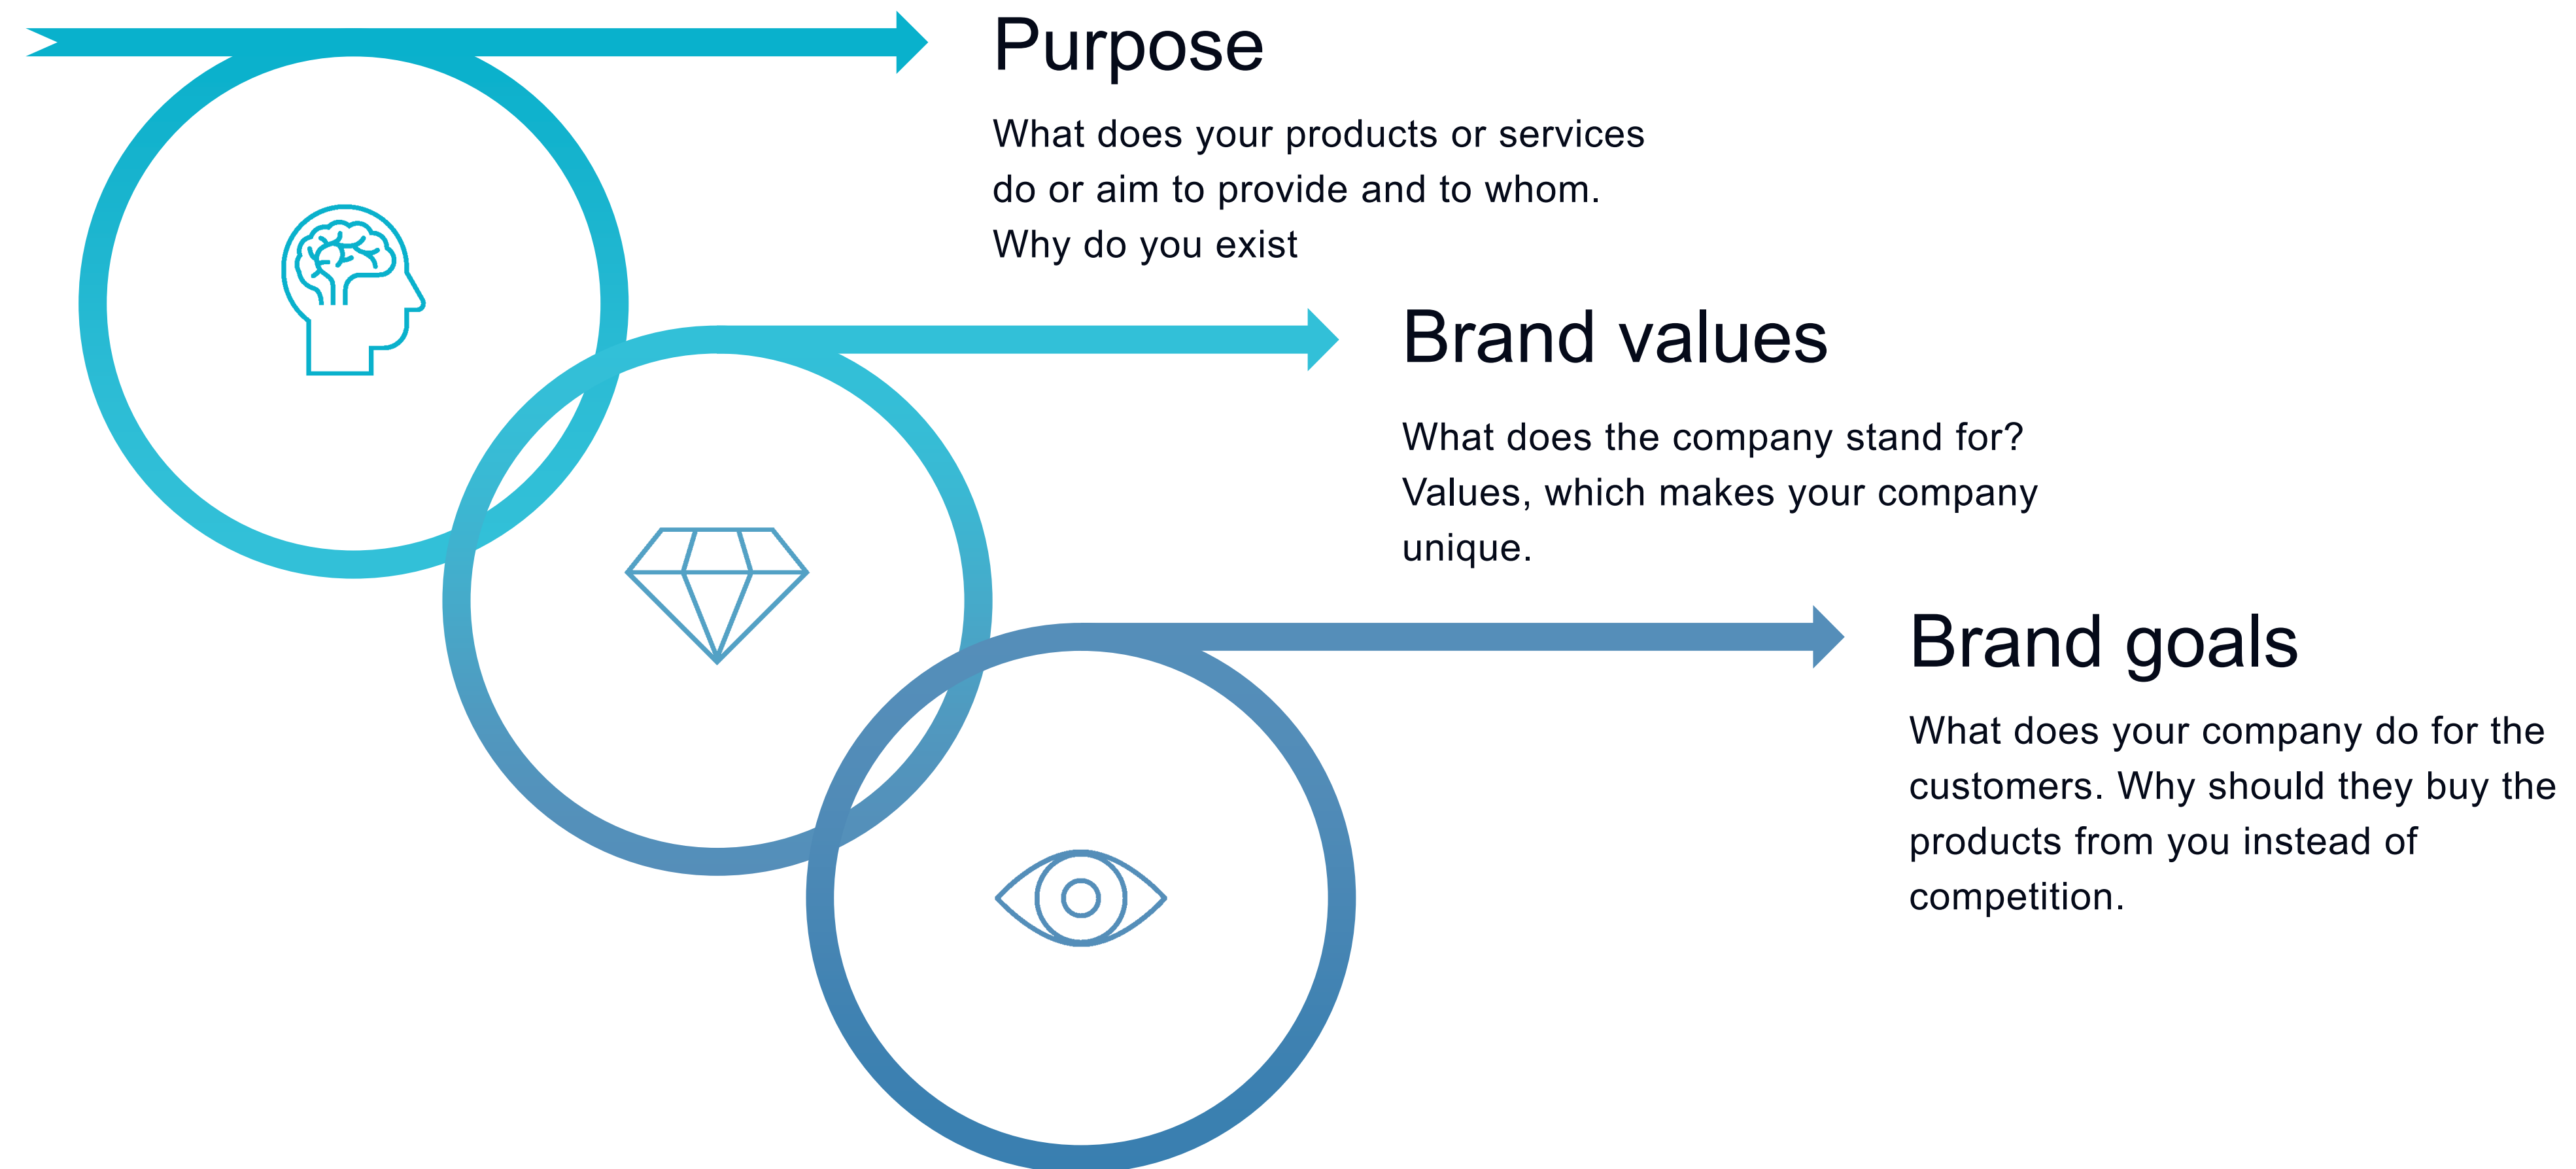 Purpose
What does your products or services
do or aim to provide and to whom.
Why do you exist
Brand values
What does the company stand for?
Values, which makes your company
unique.
Brand goals
What does your company do for the
customers. Why should they buy the
products from you instead of
competition.